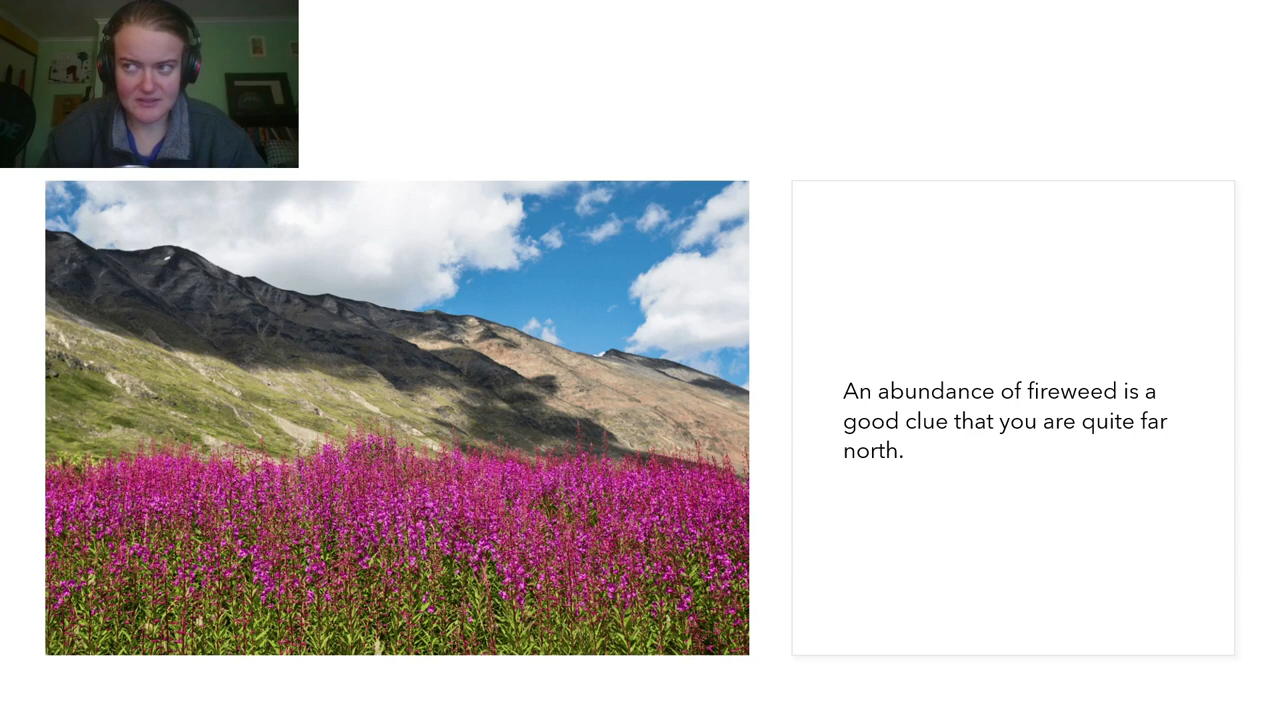 An abundance of fireweed is a
good clue that you are quite far
north.